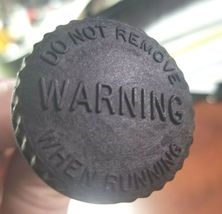 DO NOT REMOVE
WARNING
WHEN RUNNING